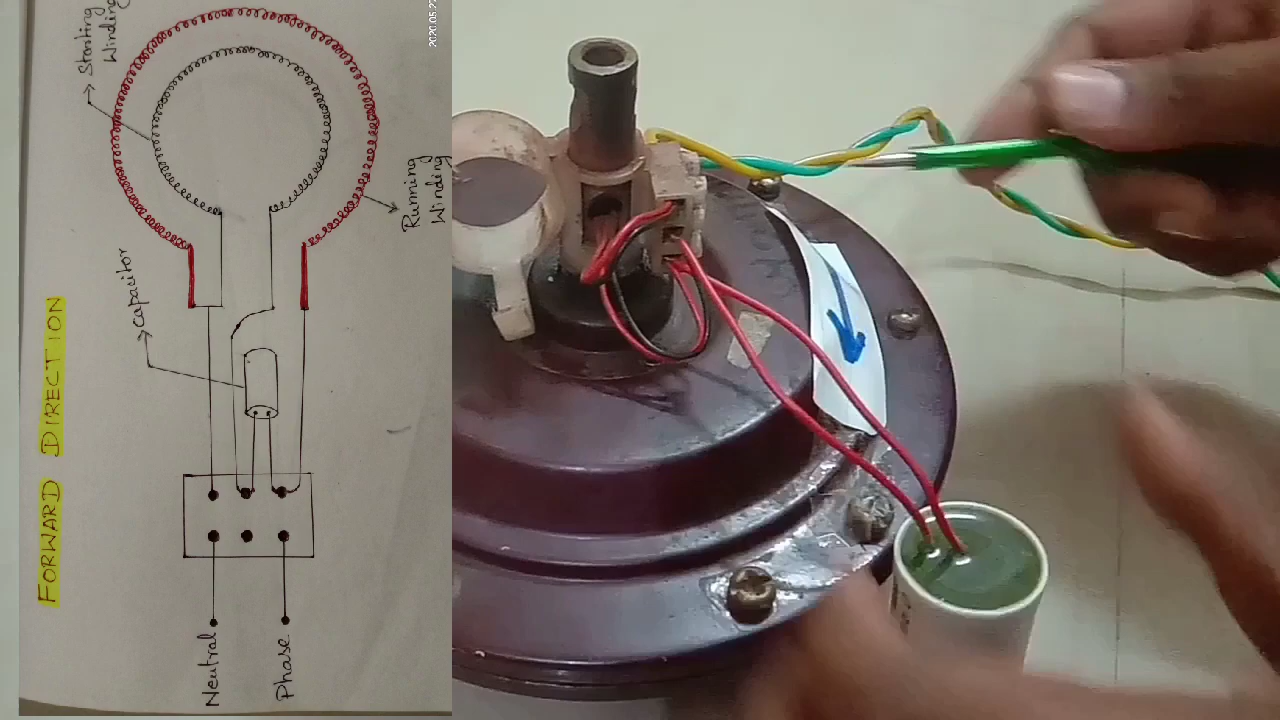 Starting
Winding
Running
Winding
Capacitor
FORWARD DIRECTION
Neutral
Phase